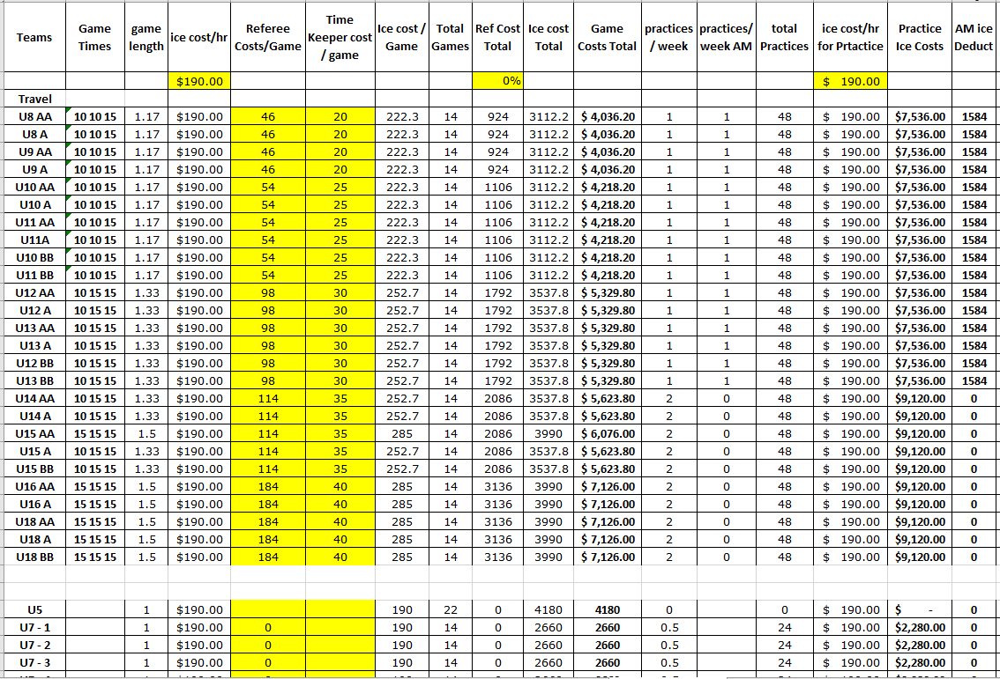 Teams Game Times game length ice cost/hr Referee Costs/Game Time Keeper cost / game Ice cost / Game Total Games Ref Cost Total Ice cost Total Game Costs Total practices / week practices/ week AM total Practices ice cost/hr for Prtactice Practice Ice Costs AM ice Deduct
$190.00 0% $ 190.00
Travel
U8 AA 10 10 15 1.17 $190.00 46 20 222.3 14 924 3112.2 $ 4,036.20 1 1 48 $ 190.00 $7,536.00 1584
U8 A 10 10 15 1.17 $190.00 46 20 222.3 14 924 3112.2 $ 4,036.20 1 1 48 $ 190.00 $7,536.00 1584
U9 AA 10 10 15 1.17 $190.00 46 20 222.3 14 924 3112.2 $ 4,036.20 1 1 48 $ 190.00 $7,536.00 1584
U9 A 10 10 15 1.17 $190.00 46 20 222.3 14 924 3112.2 $ 4,036.20 1 1 48 $ 190.00 $7,536.00 1584
U10 AA 10 10 15 1.17 $190.00 54 25 222.3 14 1106 3112.2 $ 4,218.20 1 1 48 $ 190.00 $7,536.00 1584
U10 A 10 10 15 1.17 $190.00 54 25 222.3 14 1106 3112.2 $ 4,218.20 1 1 48 $ 190.00 $7,536.00 1584
U11 AA 10 10 15 1.17 $190.00 54 25 222.3 14 1106 3112.2 $ 4,218.20 1 1 48 $ 190.00 $7,536.00 1584
U11A 10 10 15 1.17 $190.00 54 25 222.3 14 1106 3112.2 $ 4,218.20 1 1 48 $ 190.00 $7,536.00 1584
U10 BB 10 10 15 1.17 $190.00 54 25 222.3 14 1106 3112.2 $ 4,218.20 1 1 48 $ 190.00 $7,536.00 1584
U11 BB 10 10 15 1.17 $190.00 54 25 222.3 14 1106 3112.2 $ 4,218.20 1 1 48 $ 190.00 $7,536.00 1584
U12 AA 10 15 15 1.33 $190.00 98 30 252.7 14 1792 3537.8 $ 5,329.80 1 1 48 $ 190.00 $7,536.00 1584
U12 A 10 15 15 1.33 $190.00 98 30 252.7 14 1792 3537.8 $ 5,329.80 1 1 48 $ 190.00 $7,536.00 1584
U13 AA 10 15 15 1.33 $190.00 98 30 252.7 14 1792 3537.8 $ 5,329.80 1 1 48 $ 190.00 $7,536.00 1584
U13 A 10 15 15 1.33 $190.00 98 30 252.7 14 1792 3537.8 $ 5,329.80 1 1 48 $ 190.00 $7,536.00 1584
U12 BB 10 15 15 1.33 $190.00 98 30 252.7 14 1792 3537.8 $ 5,329.80 1 1 48 $ 190.00 $7,536.00 1584
U13 BB 10 15 15 1.33 $190.00 98 30 252.7 14 1792 3537.8 $ 5,329.80 1 1 48 $ 190.00 $7,536.00 1584
U14 AA 10 15 15 1.33 $190.00 114 35 252.7 14 2086 3537.8 $ 5,623.80 2 0 48 $ 190.00 $9,120.00 0
U14 A 10 15 15 1.33 $190.00 114 35 252.7 14 2086 3537.8 $ 5,623.80 2 0 48 $ 190.00 $9,120.00 0
U15 AA 15 15 15 1.5 $190.00 114 35 285 14 2086 3990 $ 6,076.00 2 0 48 $ 190.00 $9,120.00 0
U15 A 10 15 15 1.33 $190.00 114 35 252.7 14 2086 3537.8 $ 5,623.80 2 0 48 $ 190.00 $9,120.00 0
U15 BB 10 15 15 1.33 $190.00 114 35 252.7 14 2086 3537.8 $ 5,623.80 2 0 48 $ 190.00 $9,120.00 0
U16 AA 15 15 15 1.5 $190.00 184 40 285 14 3136 3990 $ 7,126.00 2 0 48 $ 190.00 $9,120.00 0
U16 A 15 15 15 1.5 $190.00 184 40 285 14 3136 3990 $ 7,126.00 2 0 48 $ 190.00 $9,120.00 0
U18 AA 15 15 15 1.5 $190.00 184 40 285 14 3136 3990 $ 7,126.00 2 0 48 $ 190.00 $9,120.00 0
U18 A 15 15 15 1.5 $190.00 184 40 285 14 3136 3990 $ 7,126.00 2 0 48 $ 190.00 $9,120.00 0
U18 BB 15 15 15 1.5 $190.00 184 40 285 14 3136 3990 $ 7,126.00 2 0 48 $ 190.00 $9,120.00 0
U5 1 $190.00 190 22 0 4180 4180 0 0 $ 190.00 $ - 0
U7 - 1 1 $190.00 0 190 14 0 2660 2660 0.5 24 $ 190.00 $2,280.00 0
U7 - 2 1 $190.00 0 190 14 0 2660 2660 0.5 24 $ 190.00 $2,280.00 0
U7 - 3 1 $190.00 0 190 14 0 2660 2660 0.5 24 $ 190.00 $2,280.00 0